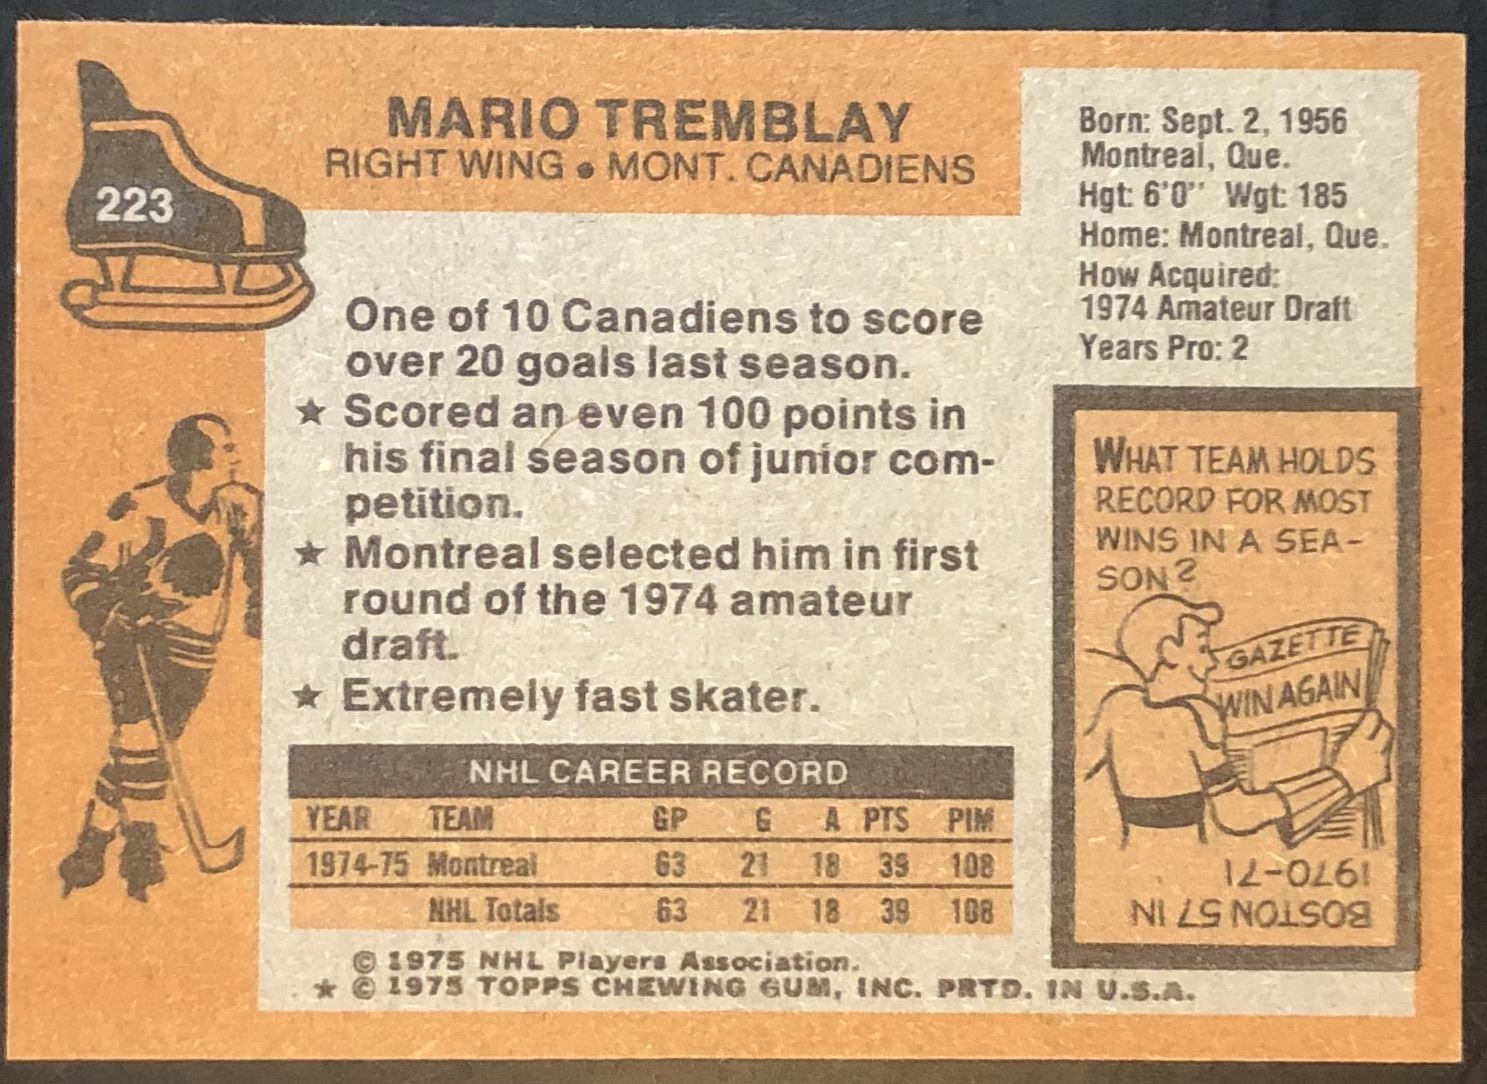 223
MARIO TREMBLAY
RIGHT WING • MONT. CANADIENS
Born: Sept. 2, 1956
Montreal, Que.
Hgt: 6'0" Wgt: 185
Home: Montreal, Que.
How Acquired:
1974 Amateur Draft
Years Pro: 2
One of 10 Canadiens to score
over 20 goals last season.
★ Scored an even 100 points in
his final season of junior com-
petition.
★ Montreal selected him in first
round of the 1974 amateur
draft.
★ Extremely fast skater.
NHL CAREER RECORD
YEAR TEAM GP G A PTS PIM
1974-75 Montreal 63 21 18 39 108
NHL Totals 63 21 18 39 108
WHAT TEAM HOLDS
RECORD FOR MOST
WINS IN A SEA-
SON?
GAZETTE
WIN AGAIN
BOSTON 57 IN
1970-71
© 1975 NHL Players Association.
★ © 1975 TOPPS CHEWING GUM, INC. PRTD. IN U.S.A.